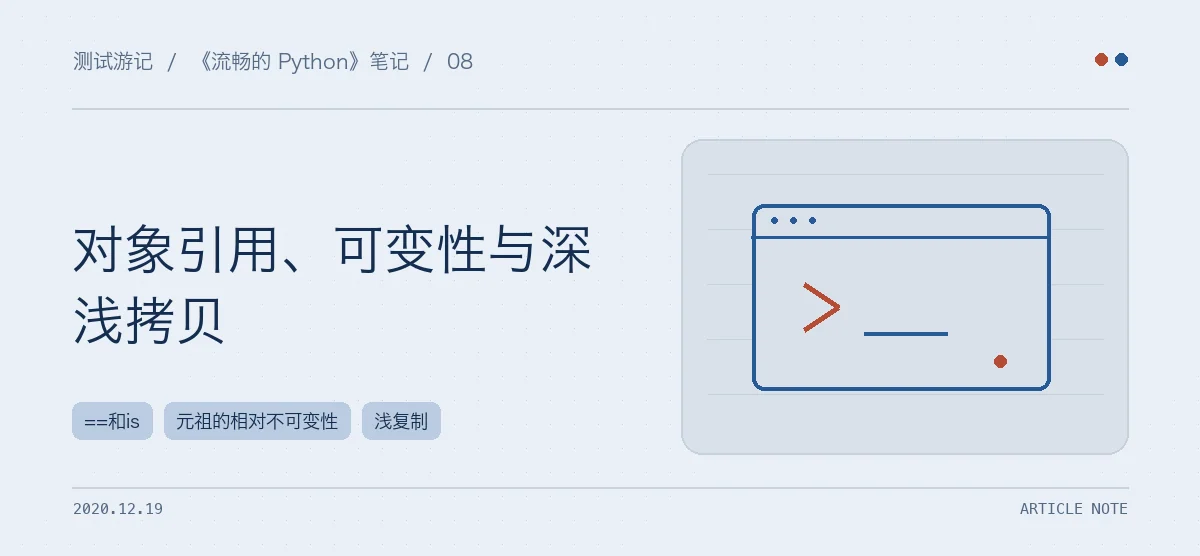 测试游记 / 《流畅的 Python》笔记 / 08
对象引用、可变性与深
浅拷贝
==和is
元祖的相对不可变性
浅复制
2020.12.19
ARTICLE NOTE